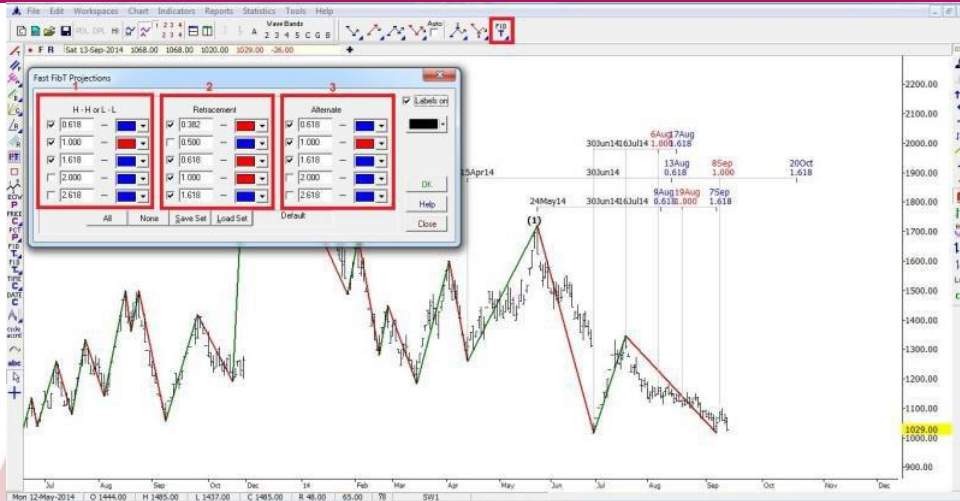 File Edit Workspaces Chart Indicators Reports Statistics Tools Help
Wave Bands
A 2 3 4 5 C G B
Auto
FIB
T
F R Sat 13-Sep-2014 1068.00 1068.00 1020.00 1029.00 -26.00
Fast FibT Projections
1
2
3
H - H or L - L
Retracement
Alternate
Labels on
0.618
0.382
0.618
1.000
0.500
1.000
1.618
0.618
1.618
2.000
1.000
2.000
2.618
1.618
2.618
OK
Help
Close
All
None
Save Set
Load Set
Default
6Aug17Aug
30Jun1416Jul14 1.000 1.618
13Aug 8Sep 20Oct
15Apr14 30Jun14 0.618 1.000 1.618
9Aug19Aug 7Sep
24May14 30Jun1416Jul14 0.618 1.000 1.618
(1)
2200.00
2100.00
2000.00
1900.00
1800.00
1700.00
1600.00
1500.00
1400.00
1300.00
1200.00
1100.00
1029.00
1000.00
900.00
Jul Aug Sep Oct Dec '14 Feb Mar Apr May Jun Jul Aug Sep Oct Nov Dec
Mon 12-May-2014 O 1444.00 H 1485.00 L 1437.00 C 1485.00 R 48.00 65.00 78 SW1